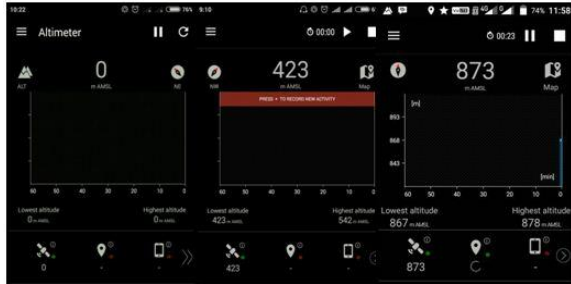 10:22
76%
Altimeter
0
m AMSL
ALT
NE
60 50 40 30 20 10 0
Lowest altitude
Highest altitude
0 m AMSL
0 m AMSL
0
-
-
9:10
00:00
423
m AMSL
NW
Map
PRESS + TO RECORD NEW ACTIVITY
60 50 40 30 20 10 0
Lowest altitude
Highest altitude
423 m AMSL
542 m AMSL
423
-
-
4G
74% 11:58
00:23
873
m AMSL
Map
[m]
893
868
843
[min]
60 50 40 30 20 10 0
Lowest altitude
Highest altitude
867 m AMSL
878 m AMSL
873
-